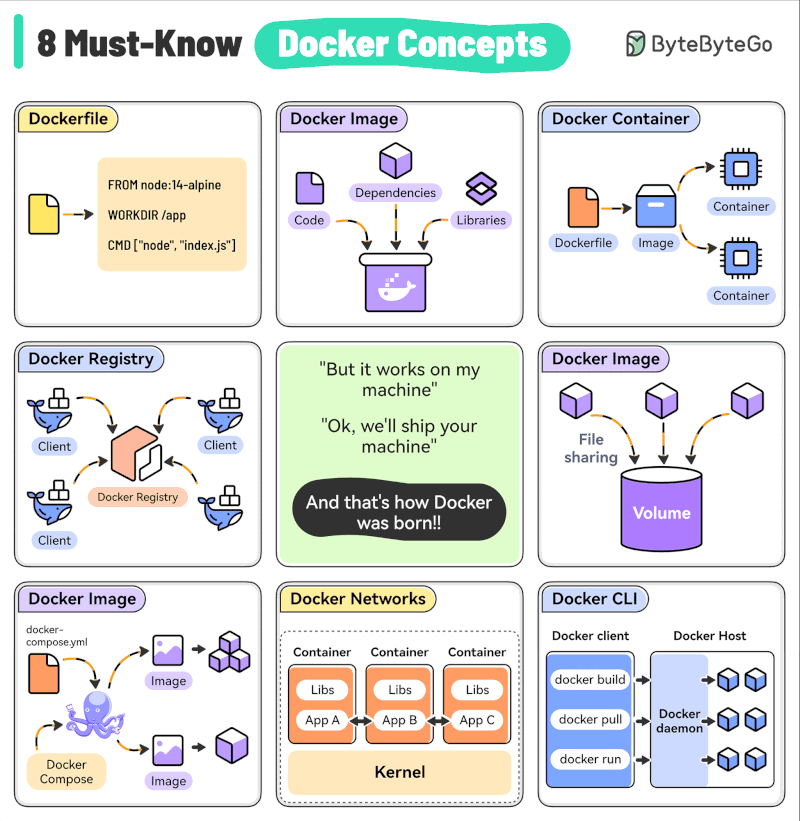 8 Must-Know Docker Concepts
ByteByteGo
Dockerfile
FROM node:14-alpine
WORKDIR /app
CMD ["node", "index.js"]
Docker Image
Dependencies
Code
Libraries
Docker Container
Container
Dockerfile
Image
Container
Docker Registry
Client
Client
Docker Registry
Client
"But it works on my
machine"
"Ok, we'll ship your
machine"
And that's how Docker
was born!!
Docker Image
File
sharing
Volume
Docker Image
docker-
compose.yml
Image
Docker
Compose
Image
Docker Networks
Container
Container
Container
Libs
Libs
Libs
App A
App B
App C
Kernel
Docker CLI
Docker client
Docker Host
docker build
docker pull
docker run
Docker
daemon